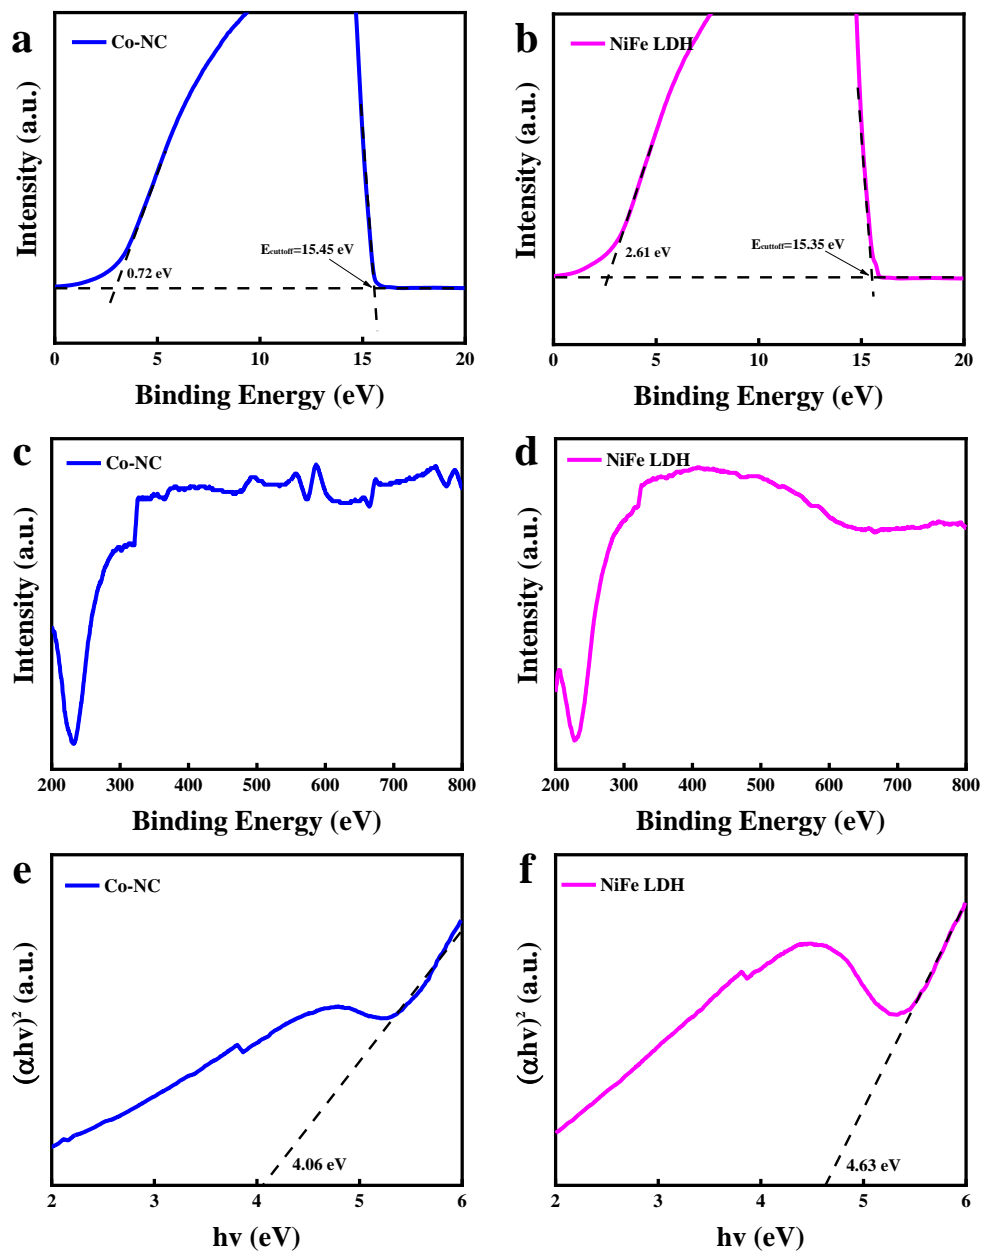 a
Co-NC
Intensity (a.u.)
0.72 eV
Ecuttoff=15.45 eV
0 5 10 15 20
Binding Energy (eV)
b
NiFe LDH
Intensity (a.u.)
2.61 eV
Ecuttoff=15.35 eV
0 5 10 15 20
Binding Energy (eV)
c
Co-NC
Intensity (a.u.)
200 300 400 500 600 700 800
Binding Energy (eV)
d
NiFe LDH
Intensity (a.u.)
200 300 400 500 600 700 800
Binding Energy (eV)
e
Co-NC
(αhv)²(a.u.)
4.06 eV
2 3 4 5 6
hv (eV)
f
NiFe LDH
(αhv)²(a.u.)
4.63 eV
2 3 4 5 6
hv (eV)